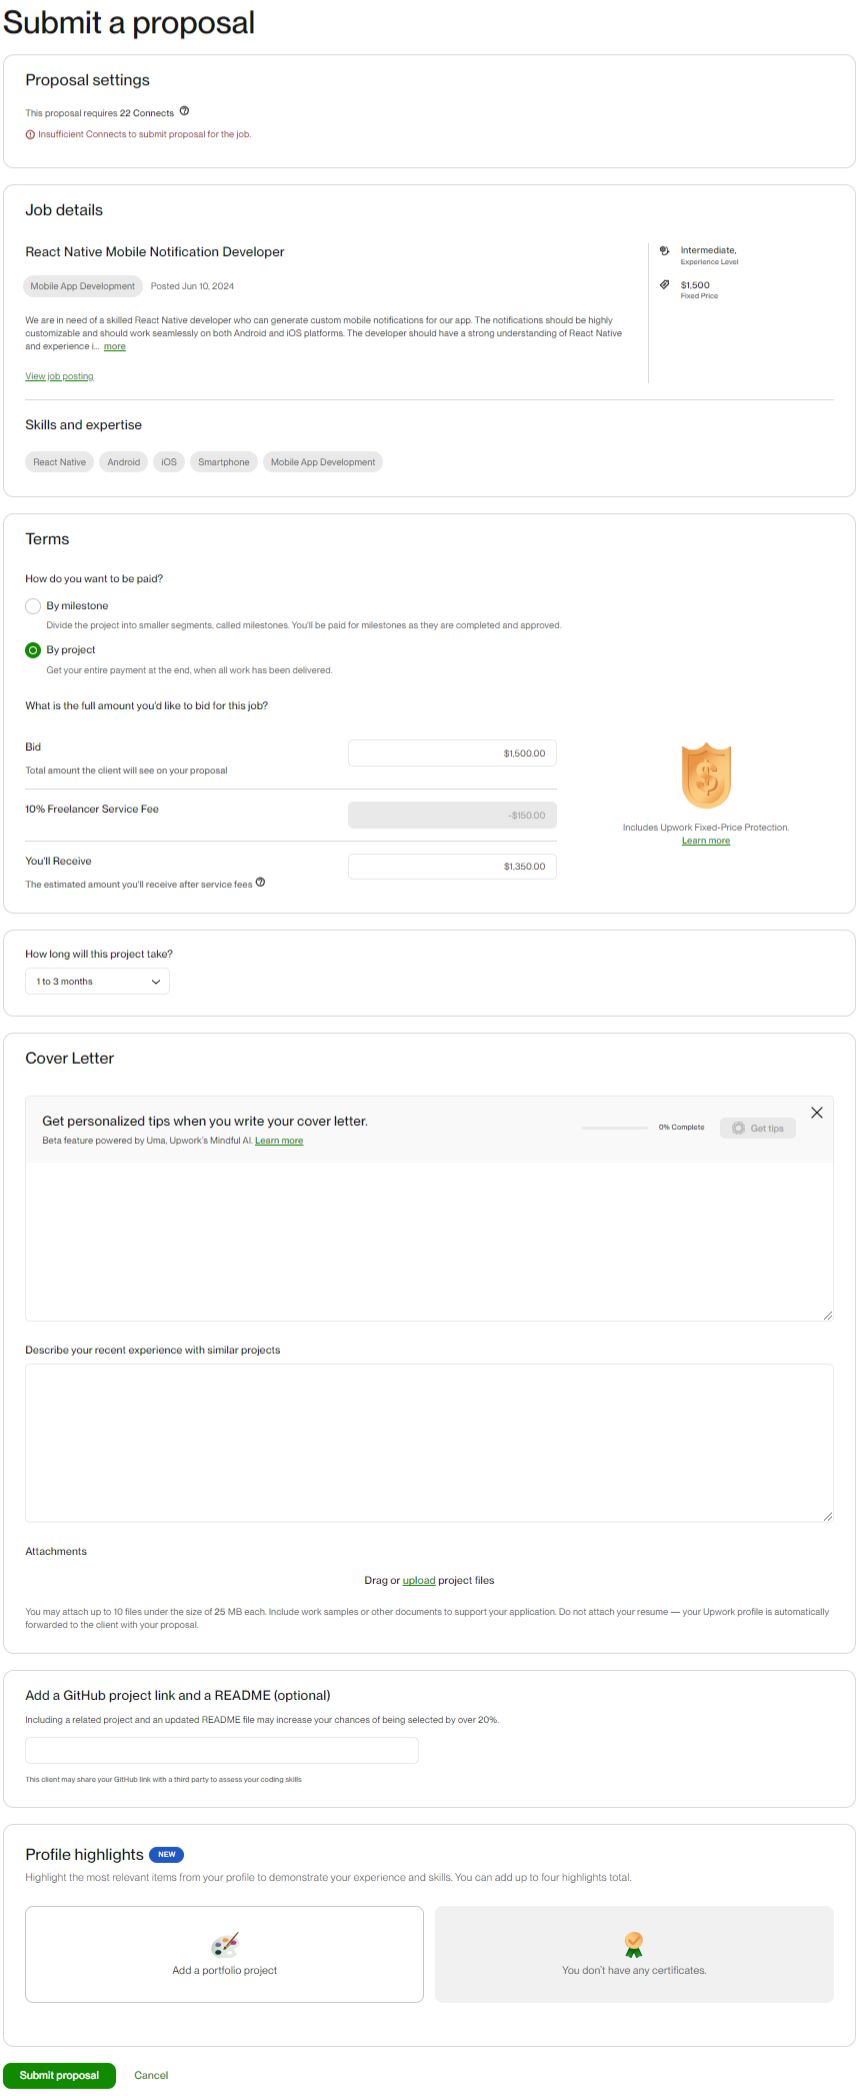 Submit a proposal
Proposal settings
This proposal requires 22 Connects
Insufficient Connects to submit proposal for the job.
Job details
React Native Mobile Notification Developer
Mobile App Development Posted Jun 10, 2024
We are in need of a skilled React Native developer who can generate custom mobile notifications for our app. The notifications should be highly
customizable and should work seamlessly on both Android and iOS platforms. The developer should have a strong understanding of React Native
and experience i... more
View job posting
Intermediate,
Experience Level
$1,500
Fixed Price
Skills and expertise
React Native Android iOS Smartphone Mobile App Development
Terms
How do you want to be paid?
By milestone
Divide the project into smaller segments, called milestones. You'll be paid for milestones as they are completed and approved.
By project
Get your entire payment at the end, when all work has been delivered.
What is the full amount you'd like to bid for this job?
Bid
Total amount the client will see on your proposal
$1,500.00
10% Freelancer Service Fee
-$150.00
You'll Receive
The estimated amount you'll receive after service fees
$1,350.00
Includes Upwork Fixed-Price Protection.
Learn more
How long will this project take?
1 to 3 months
Cover Letter
Get personalized tips when you write your cover letter.
Beta feature powered by Uma, Upwork's Mindful AI. Learn more
0% Complete
Get tips
Describe your recent experience with similar projects
Attachments
Drag or upload project files
You may attach up to 10 files under the size of 25 MB each. Include work samples or other documents to support your application. Do not attach your resume — your Upwork profile is automatically
forwarded to the client with your proposal.
Add a GitHub project link and a README (optional)
Including a related project and an updated README file may increase your chances of being selected by over 20%.
This client may share your GitHub link with a third party to assess your coding skills
Profile highlights NEW
Highlight the most relevant items from your profile to demonstrate your experience and skills. You can add up to four highlights total.
Add a portfolio project
You don't have any certificates.
Submit proposal Cancel